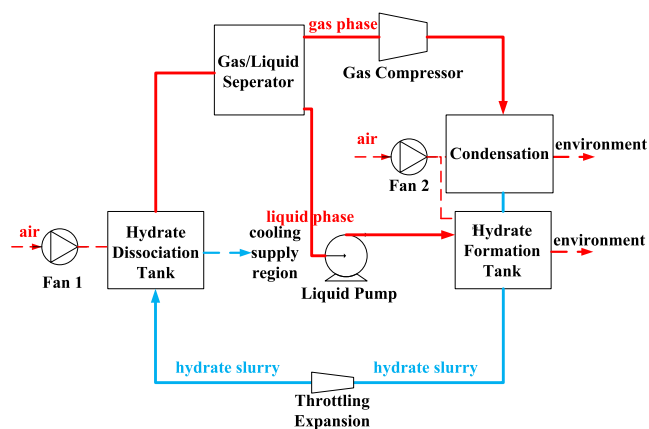 gas phase
Gas/Liquid
Seperator
Gas Compressor
air
Condensation
environment
Fan 2
liquid phase
air
Hydrate
Dissociation
Tank
cooling
supply
region
Hydrate
Formation
Tank
environment
Fan 1
Liquid Pump
hydrate slurry
hydrate slurry
Throttling
Expansion